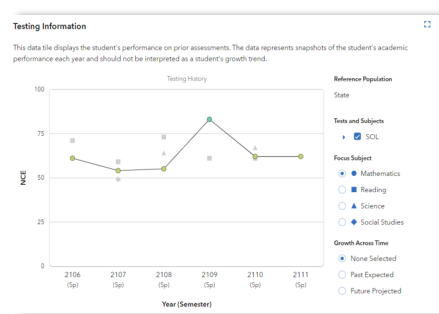 Testing Information
This data tile displays the student's performance on prior assessments. The data represents snapshots of the student's academic
performance each year and should not be interpreted as a student's growth trend.
Testing History
NCE
100
75
50
25
0
2106 2107 2108 2109 2110 2111
(Sp) (Sp) (Sp) (Sp) (Sp) (Sp)
Year (Semester)
Reference Population
State
Tests and Subjects
SOL
Focus Subject
Mathematics
Reading
Science
Social Studies
Growth Across Time
None Selected
Past Expected
Future Projected